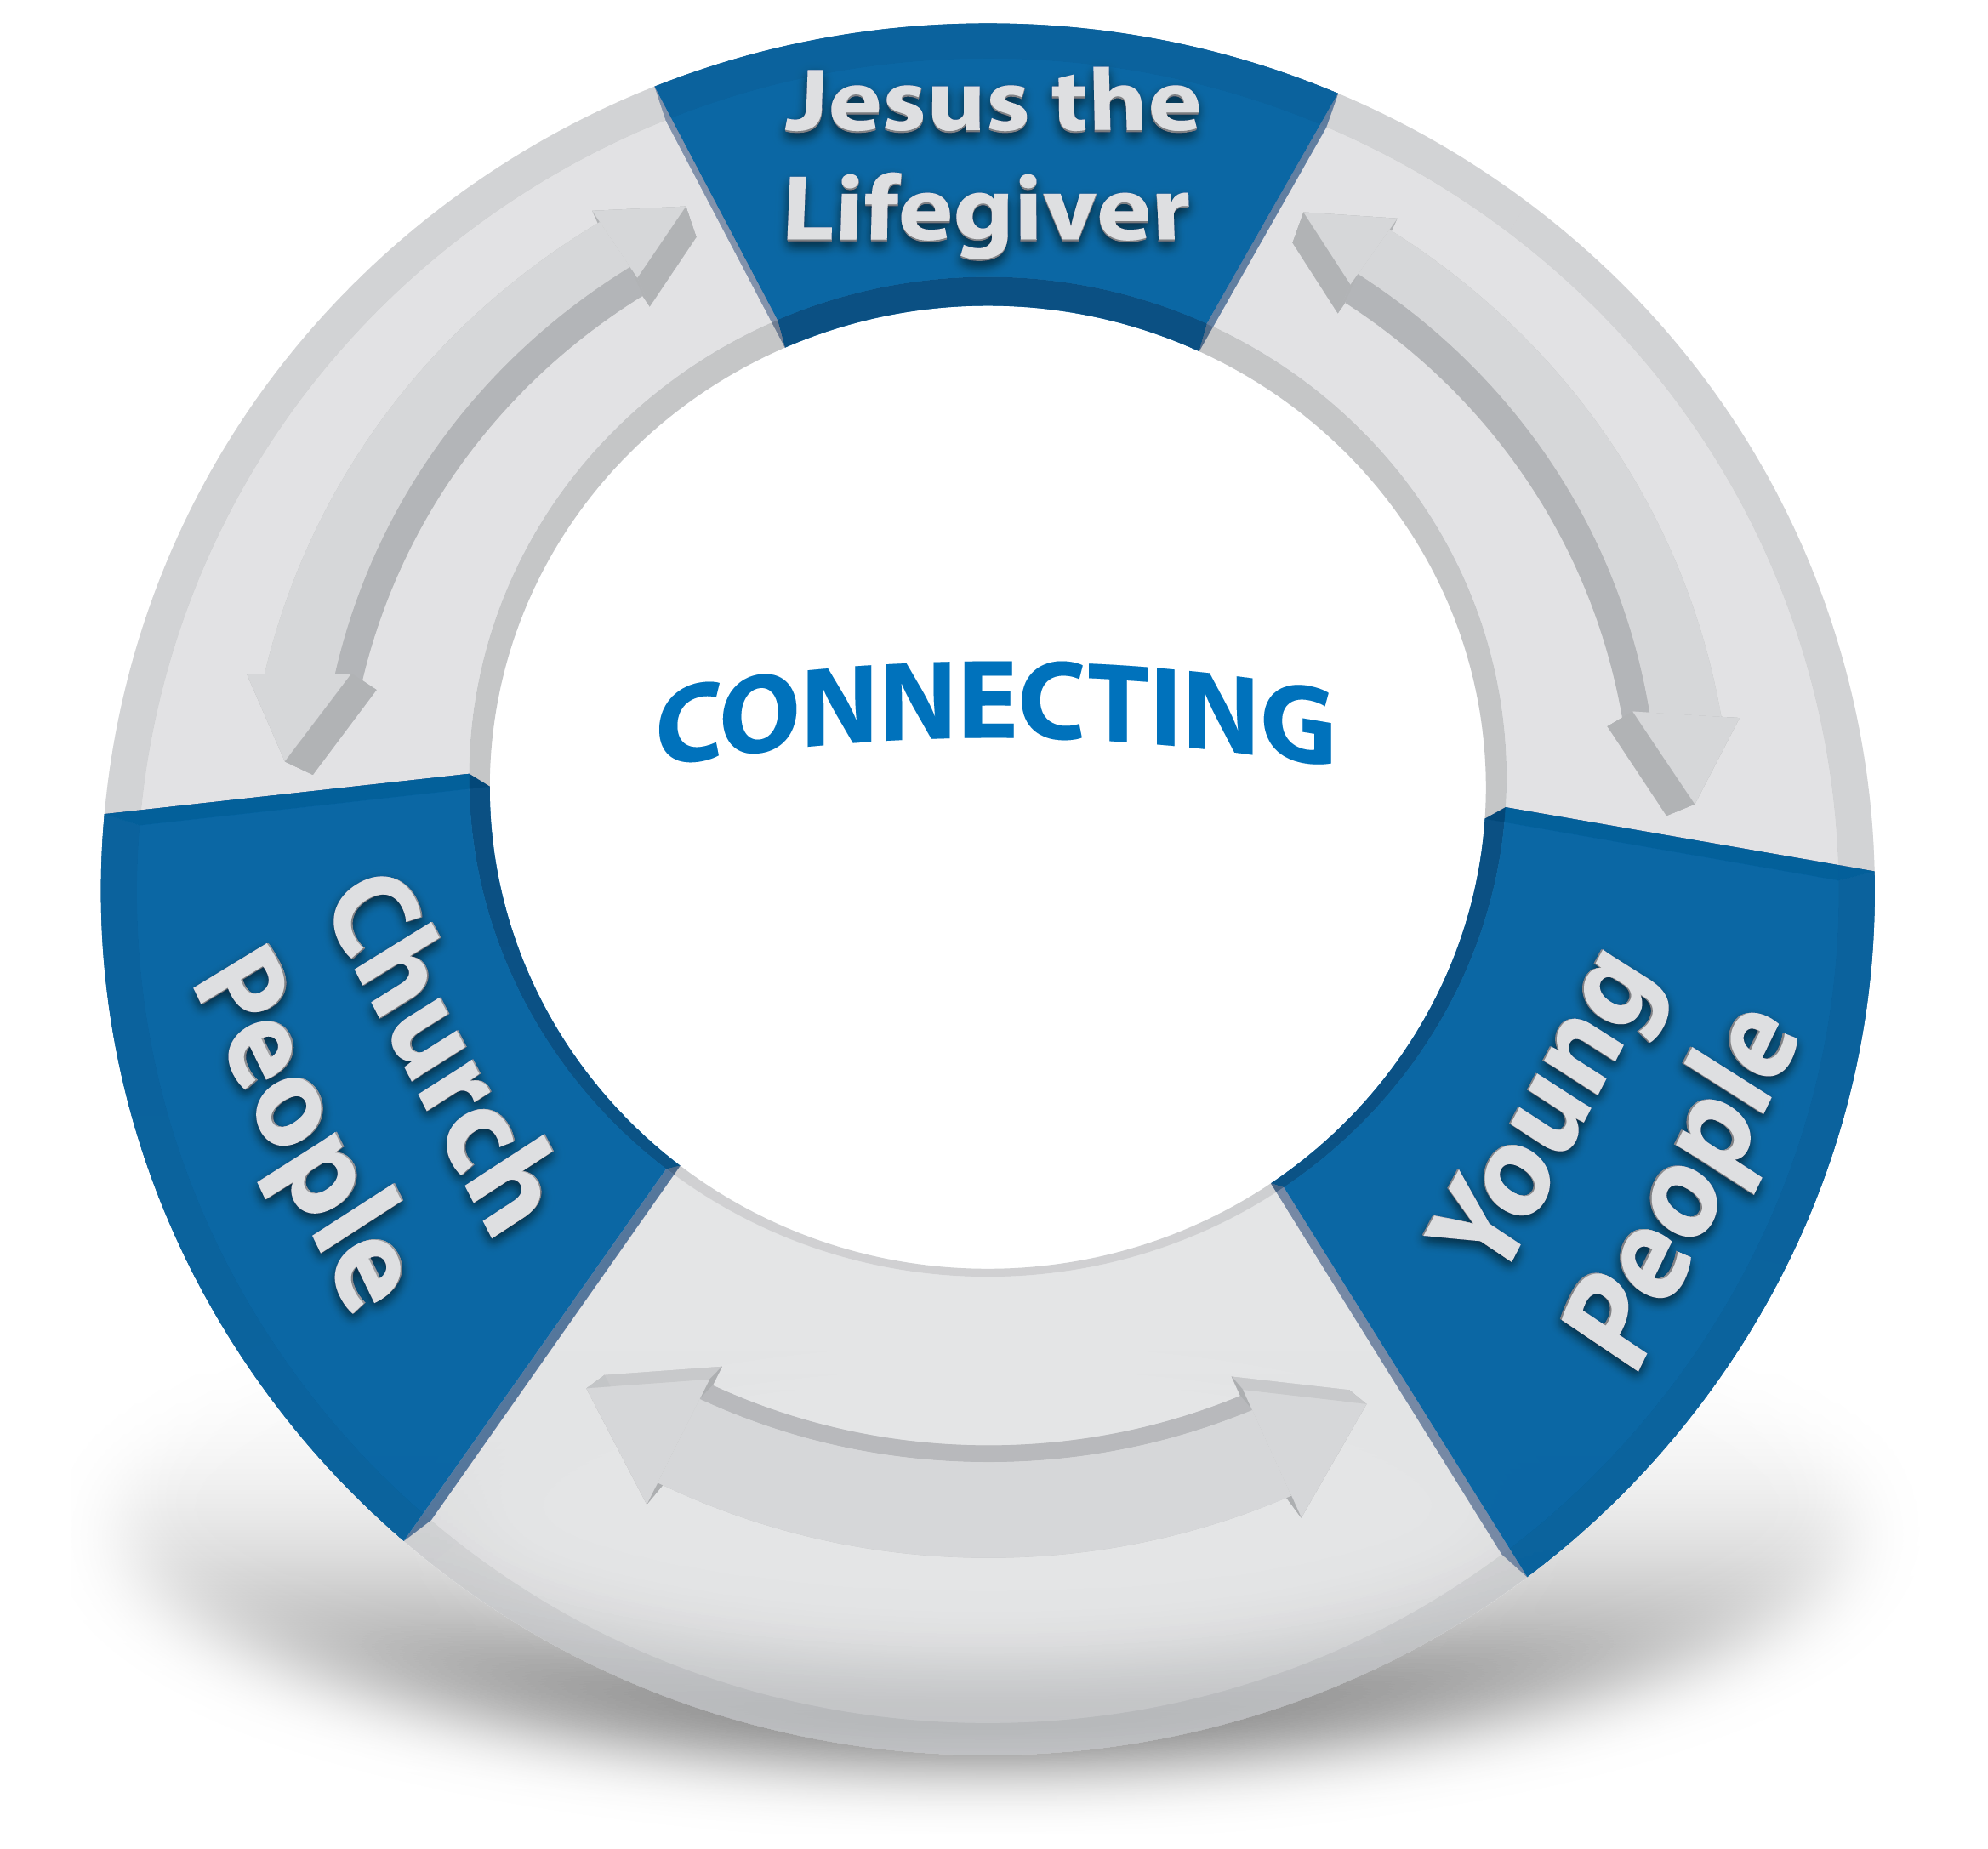 Jesus the
Lifegiver
CONNECTING
Church
People
Young
People